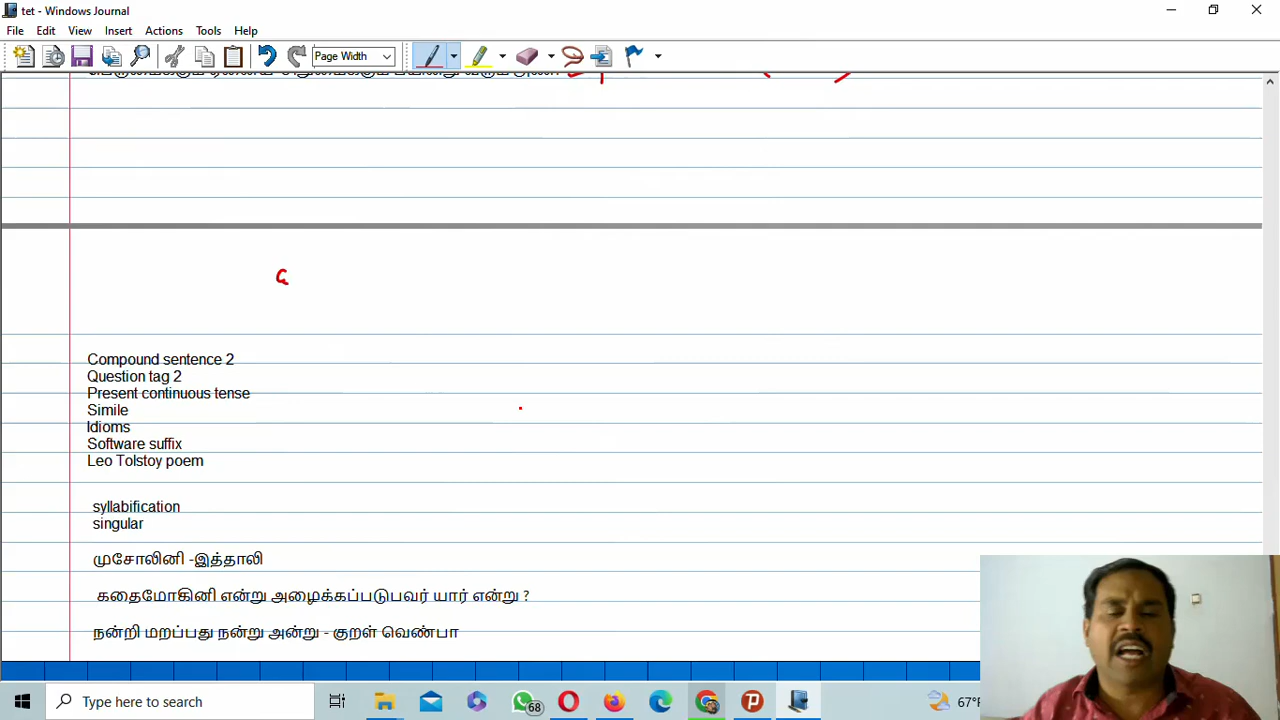 tet - Windows Journal
File Edit View Insert Actions Tools Help
Page Width
Compound sentence 2
Question tag 2
Present continuous tense
Simile
Idioms
Software suffix
Leo Tolstoy poem
syllabification
singular
முசோலினி -இத்தாலி
கதைமோகினி என்று அழைக்கப்படுபவர் யார் என்று ?
நன்றி மறப்பது நன்று அன்று - குறள் வெண்பா
Type here to search
68
67°F